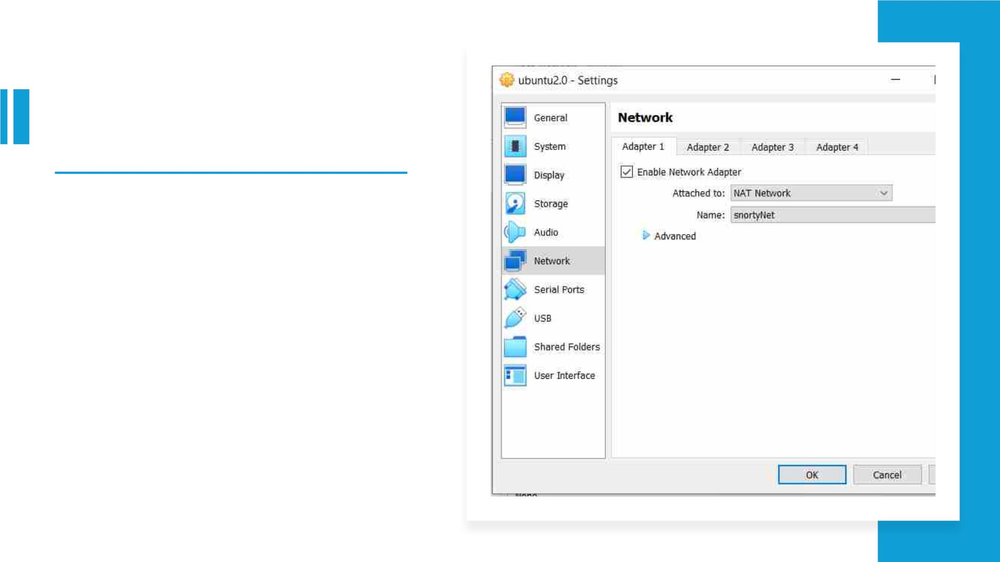 ubuntu2.0 - Settings
General
System
Display
Storage
Audio
Network
Serial Ports
USB
Shared Folders
User Interface
Network
Adapter 1
Adapter 2
Adapter 3
Adapter 4
Enable Network Adapter
Attached to: NAT Network
Name: snortyNet
Advanced
OK
Cancel